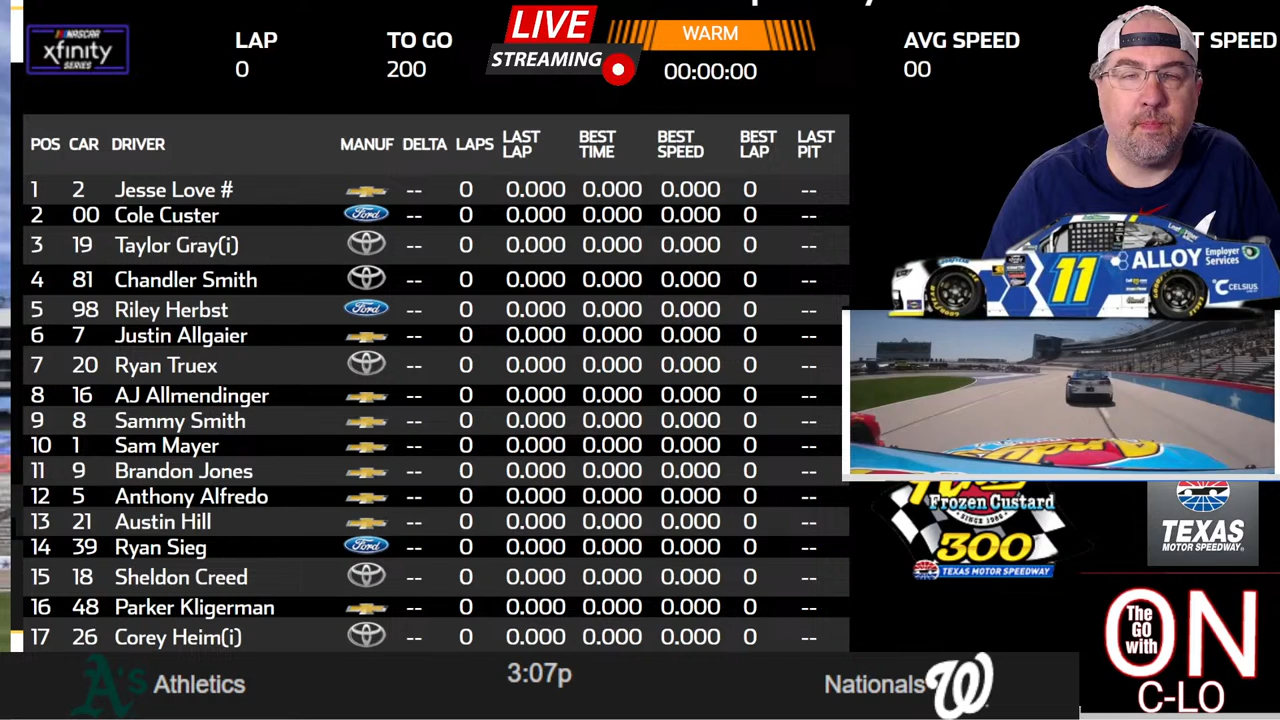 NASCAR
xfinity
SERIES
LAP
0
TO GO
200
LIVE
STREAMING
WARM
00:00:00
AVG SPEED
00
T SPEED
POS CAR DRIVER MANUF DELTA LAPS LAST LAP BEST TIME BEST SPEED BEST LAP LAST PIT
1 2 Jesse Love # -- 0 0.000 0.000 0.000 0 --
2 00 Cole Custer Ford -- 0 0.000 0.000 0.000 0 --
3 19 Taylor Gray(i) -- 0 0.000 0.000 0.000 0 --
4 81 Chandler Smith -- 0 0.000 0.000 0.000 0 --
5 98 Riley Herbst Ford -- 0 0.000 0.000 0.000 0 --
6 7 Justin Allgaier -- 0 0.000 0.000 0.000 0 --
7 20 Ryan Truex -- 0 0.000 0.000 0.000 0 --
8 16 AJ Allmendinger -- 0 0.000 0.000 0.000 0 --
9 8 Sammy Smith -- 0 0.000 0.000 0.000 0 --
10 1 Sam Mayer -- 0 0.000 0.000 0.000 0 --
11 9 Brandon Jones -- 0 0.000 0.000 0.000 0 --
12 5 Anthony Alfredo -- 0 0.000 0.000 0.000 0 --
13 21 Austin Hill -- 0 0.000 0.000 0.000 0 --
14 39 Ryan Sieg Ford -- 0 0.000 0.000 0.000 0 --
15 18 Sheldon Creed -- 0 0.000 0.000 0.000 0 --
16 48 Parker Kligerman -- 0 0.000 0.000 0.000 0 --
17 26 Corey Heim(i) -- 0 0.000 0.000 0.000 0 --
11
ALLOY Employer
Services
CELSIUS
Frozen Custard
SINCE 1986
300
TEXAS MOTOR SPEEDWAY
TEXAS
MOTOR SPEEDWAY
The
GO
with
ON
C-LO
A's Athletics
3:07p
Nationals W